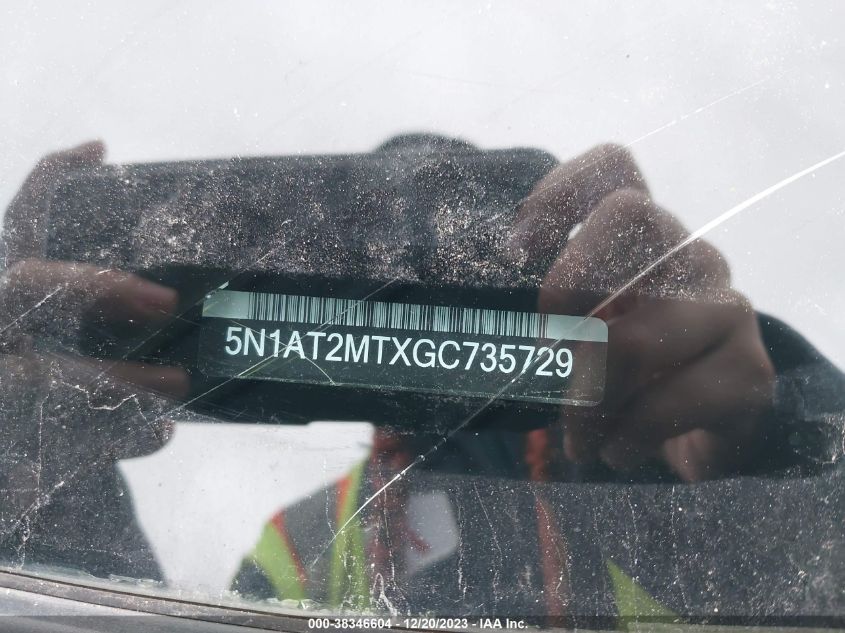 5N1AT2MTXGC735729
000-38346604 - 12/20/2023 - IAA Inc.